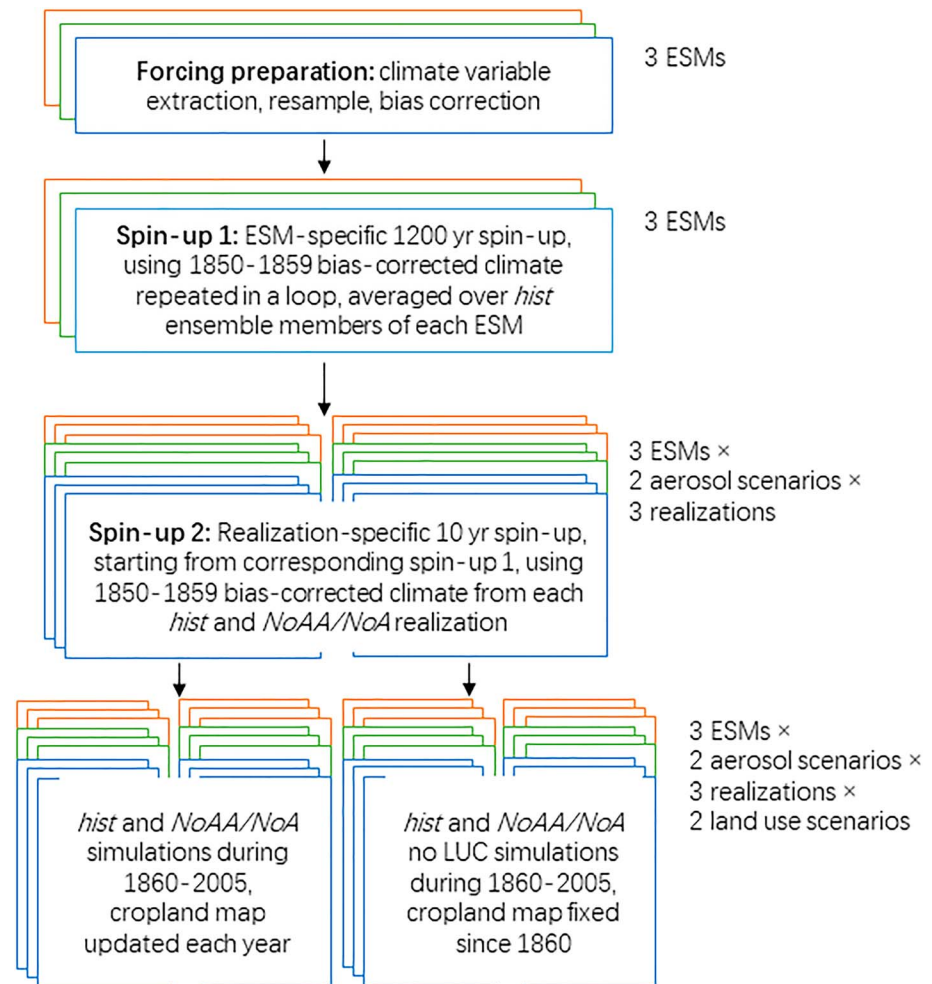 Forcing preparation: climate variable
extraction, resample, bias correction
3 ESMs
Spin-up 1: ESM-specific 1200 yr spin-up,
using 1850-1859 bias-corrected climate
repeated in a loop, averaged over hist
ensemble members of each ESM
3 ESMs
3 ESMs ×
2 aerosol scenarios ×
3 realizations
Spin-up 2: Realization-specific 10 yr spin-up,
starting from corresponding spin-up 1, using
1850-1859 bias-corrected climate from each
hist and NoAA/NoA realization
3 ESMs ×
2 aerosol scenarios ×
3 realizations ×
2 land use scenarios
hist and NoAA/NoA
simulations during
1860-2005,
cropland map
updated each year
hist and NoAA/NoA
no LUC simulations
during 1860-2005,
cropland map fixed
since 1860